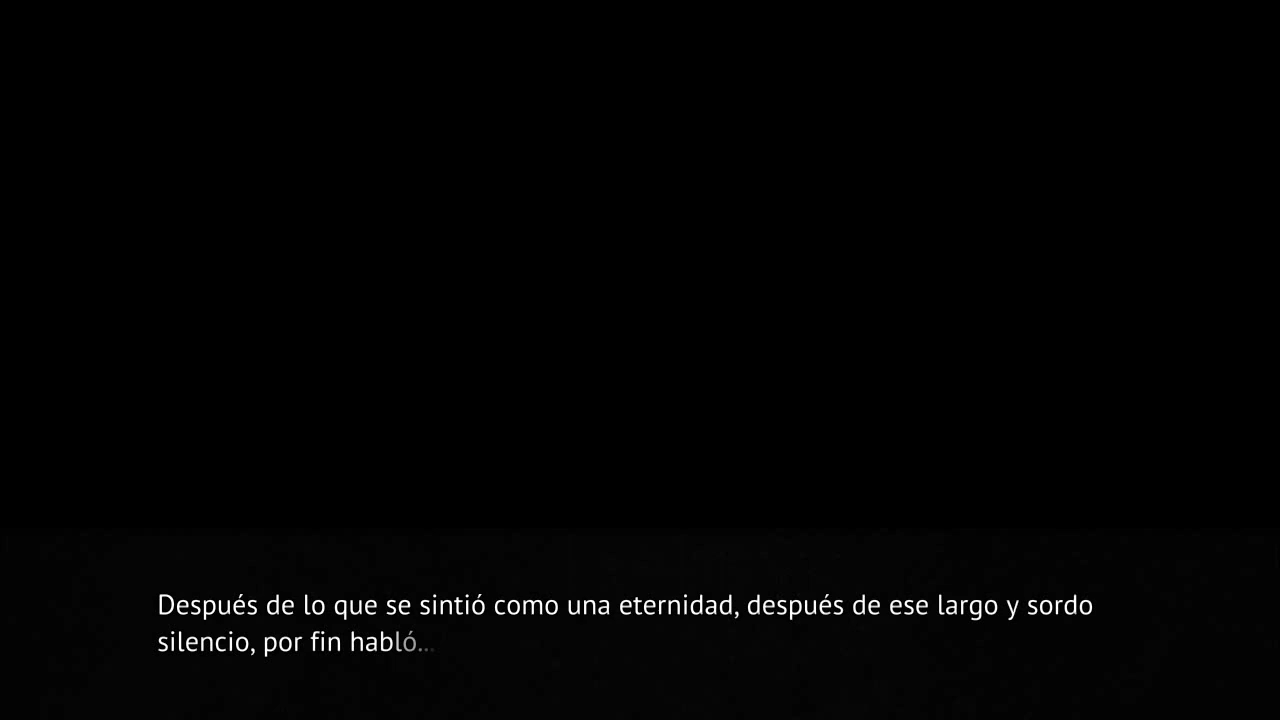 Después de lo que se sintió como una eternidad, después de ese largo y sordo
silencio, por fin habló...